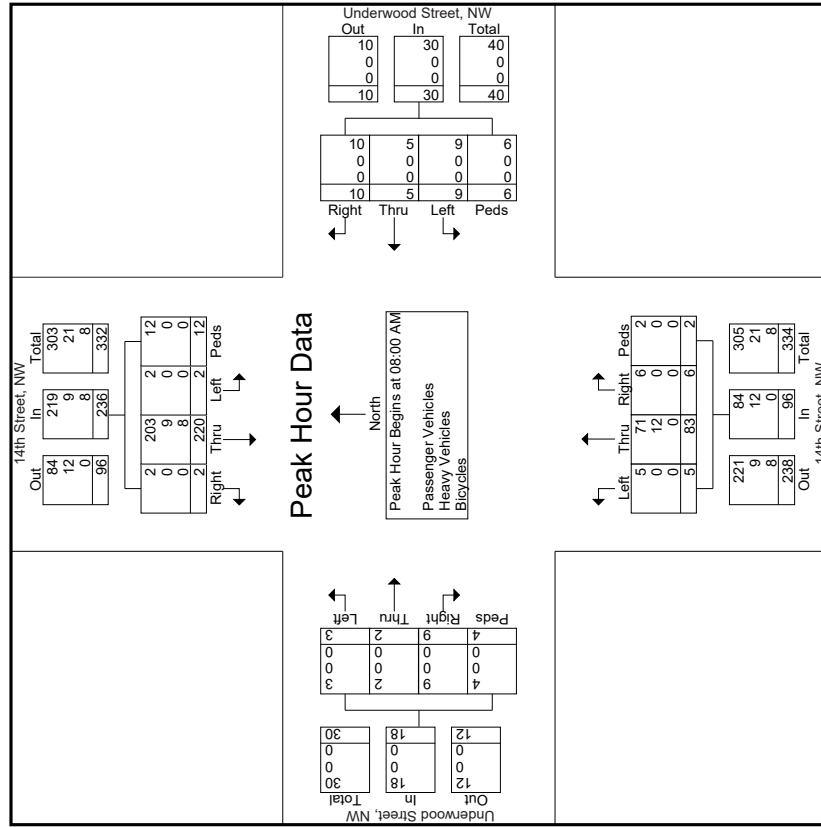 Underwood Street, NW
Out In Total
10 30 40
0 0 0
0 0 0
10 30 40
10 5 9 6
0 0 0 0
0 0 0 0
10 5 9 6
Right Thru Left Peds
14th Street, NW
Out In Total
84 219 303
12 9 21
0 8 8
96 236 332
2 203 2 12
0 9 0 0
0 8 0 0
2 220 2 12
Right Thru Left Peds
Peak Hour Data
North
Peak Hour Begins at 08:00 AM
Passenger Vehicles
Heavy Vehicles
Bicycles
Left Thru Right Peds
5 71 6 2
0 12 0 0
0 0 0 0
5 83 6 2
221 84 305
9 12 21
8 0 8
238 96 334
Out In Total
14th Street, NW
Left Thru Right Peds
3 2 9 4
0 0 0 0
0 0 0 0
3 2 9 4
30 18 12
0 0 0
0 0 0
30 18 12
Total In Out
Underwood Street, NW